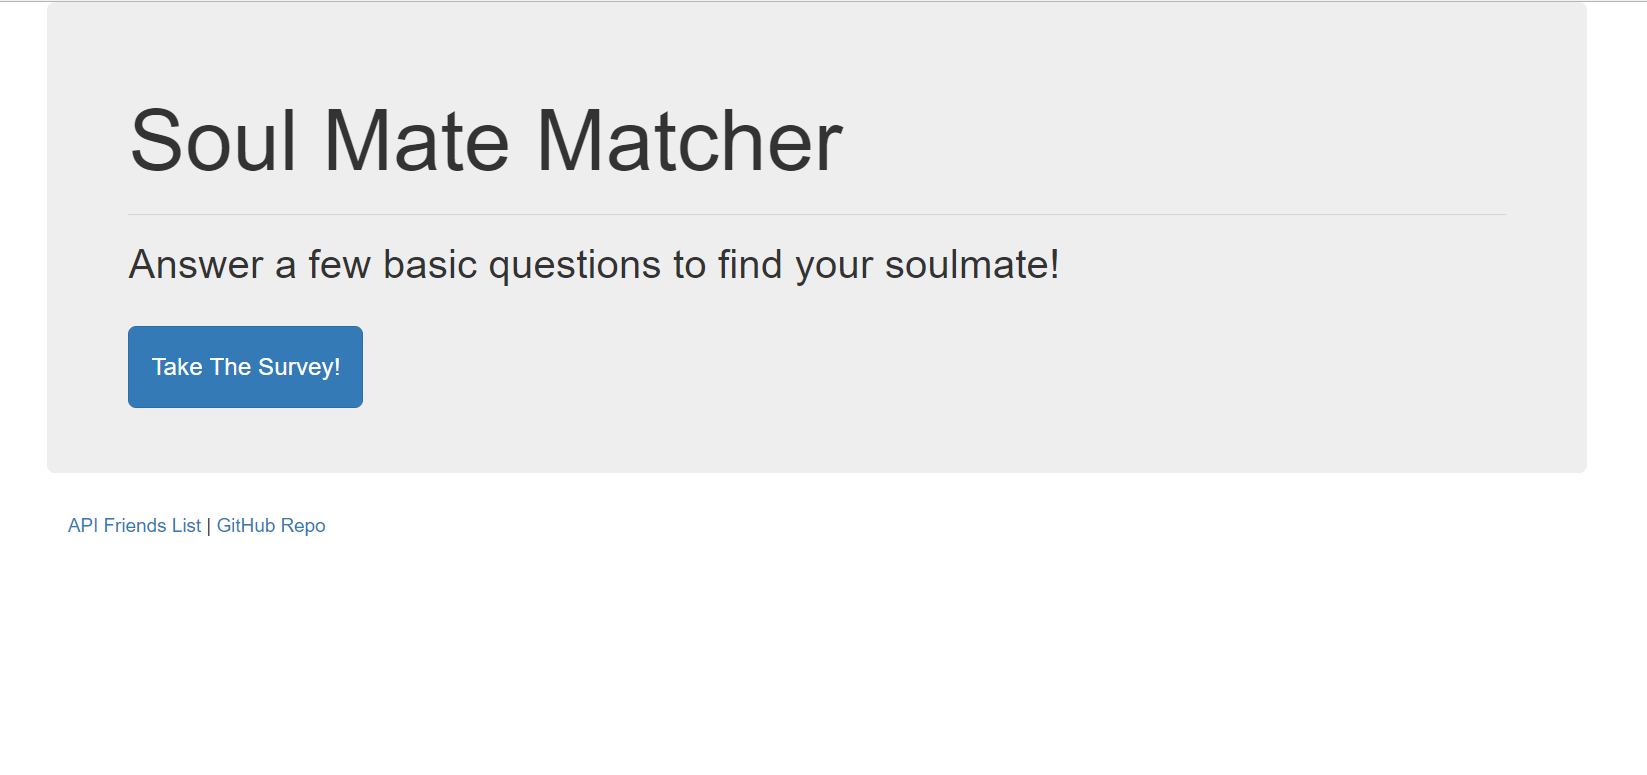 Soul Mate Matcher
Answer a few basic questions to find your soulmate!
Take The Survey!
API Friends List | GitHub Repo